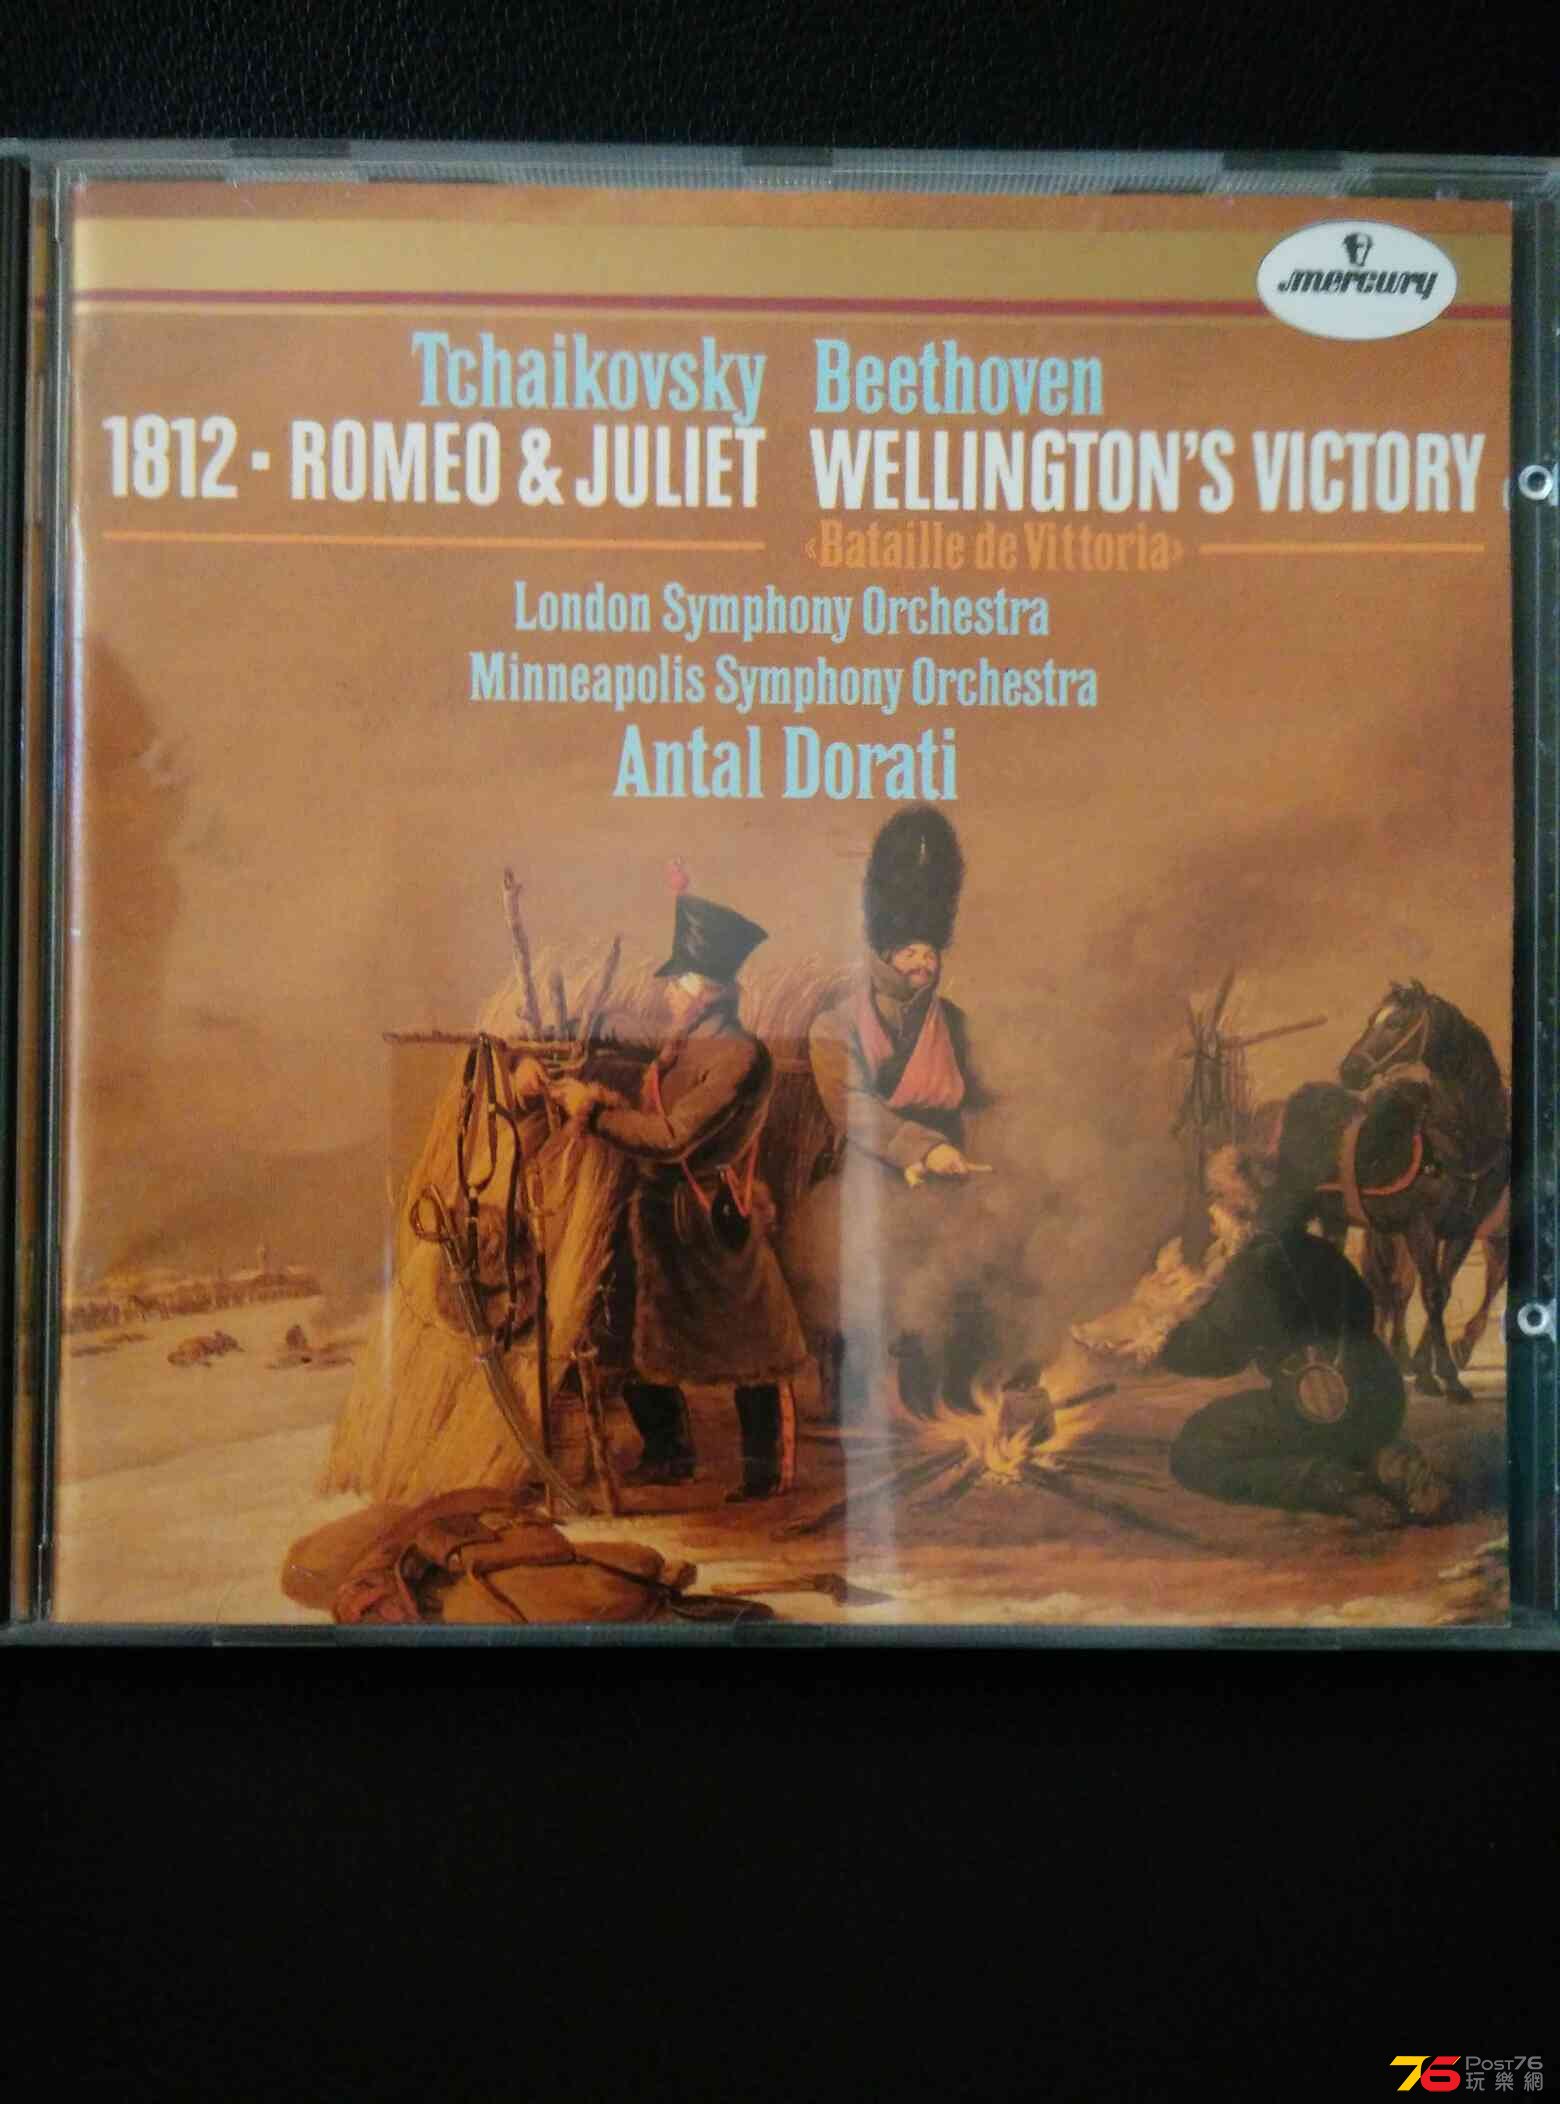 mercury
Tchaikovsky
1812 · ROMEO & JULIET
Beethoven
WELLINGTON'S VICTORY
‹Bataille de Vittoria›
London Symphony Orchestra
Minneapolis Symphony Orchestra
Antal Dorati
76 POST76
玩樂網